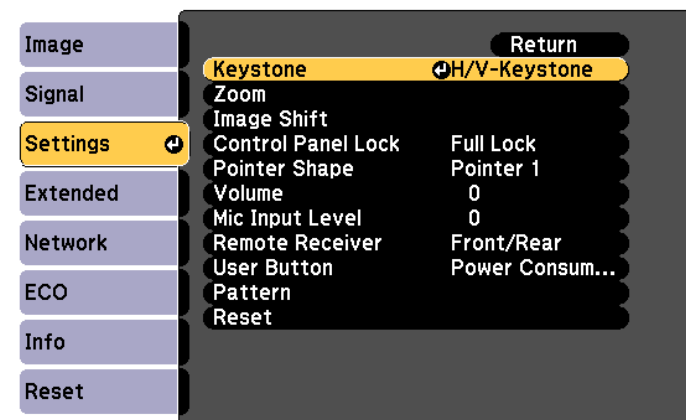 Image
Signal
Settings
Extended
Network
ECO
Info
Reset
Return
Keystone H/V-Keystone
Zoom
Image Shift
Control Panel Lock Full Lock
Pointer Shape Pointer 1
Volume 0
Mic Input Level 0
Remote Receiver Front/Rear
User Button Power Consum...
Pattern
Reset